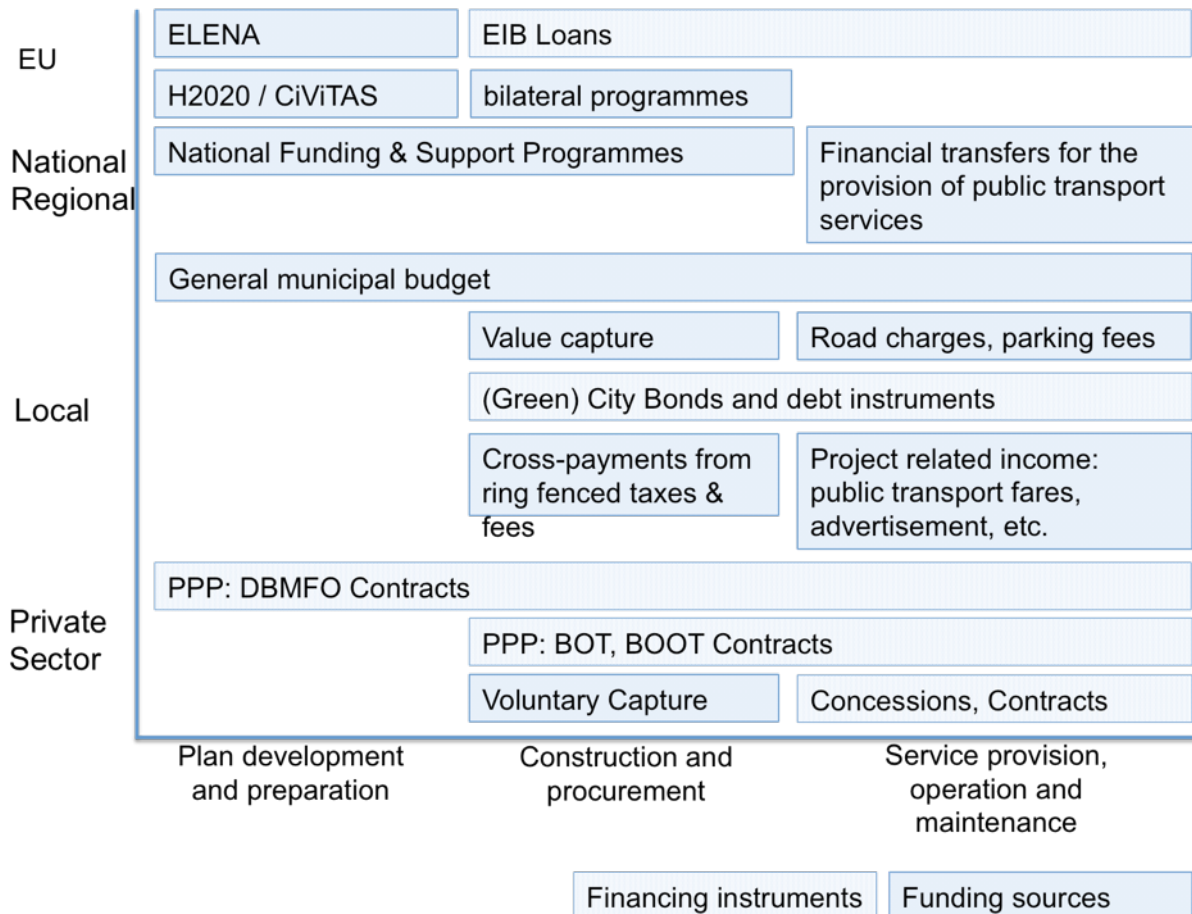 EU
ELENA
EIB Loans
H2020 / CiViTAS
bilateral programmes
National
Regional
National Funding & Support Programmes
Financial transfers for the
provision of public transport
services
General municipal budget
Local
Value capture
Road charges, parking fees
(Green) City Bonds and debt instruments
Cross-payments from
ring fenced taxes &
fees
Project related income:
public transport fares,
advertisement, etc.
Private
Sector
PPP: DBMFO Contracts
PPP: BOT, BOOT Contracts
Voluntary Capture
Concessions, Contracts
Plan development
and preparation
Construction and
procurement
Service provision,
operation and
maintenance
Financing instruments
Funding sources